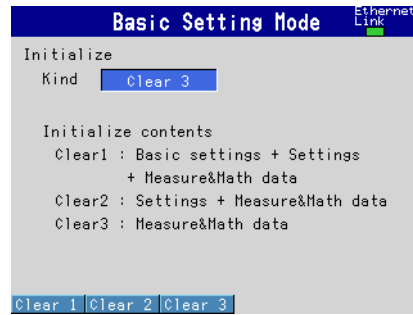 Basic Setting Mode
Ethernet
Link
Initialize
Kind Clear 3
Initialize contents
Clear1 : Basic settings + Settings
+ Measure&Math data
Clear2 : Settings + Measure&Math data
Clear3 : Measure&Math data
Clear 1 Clear 2 Clear 3